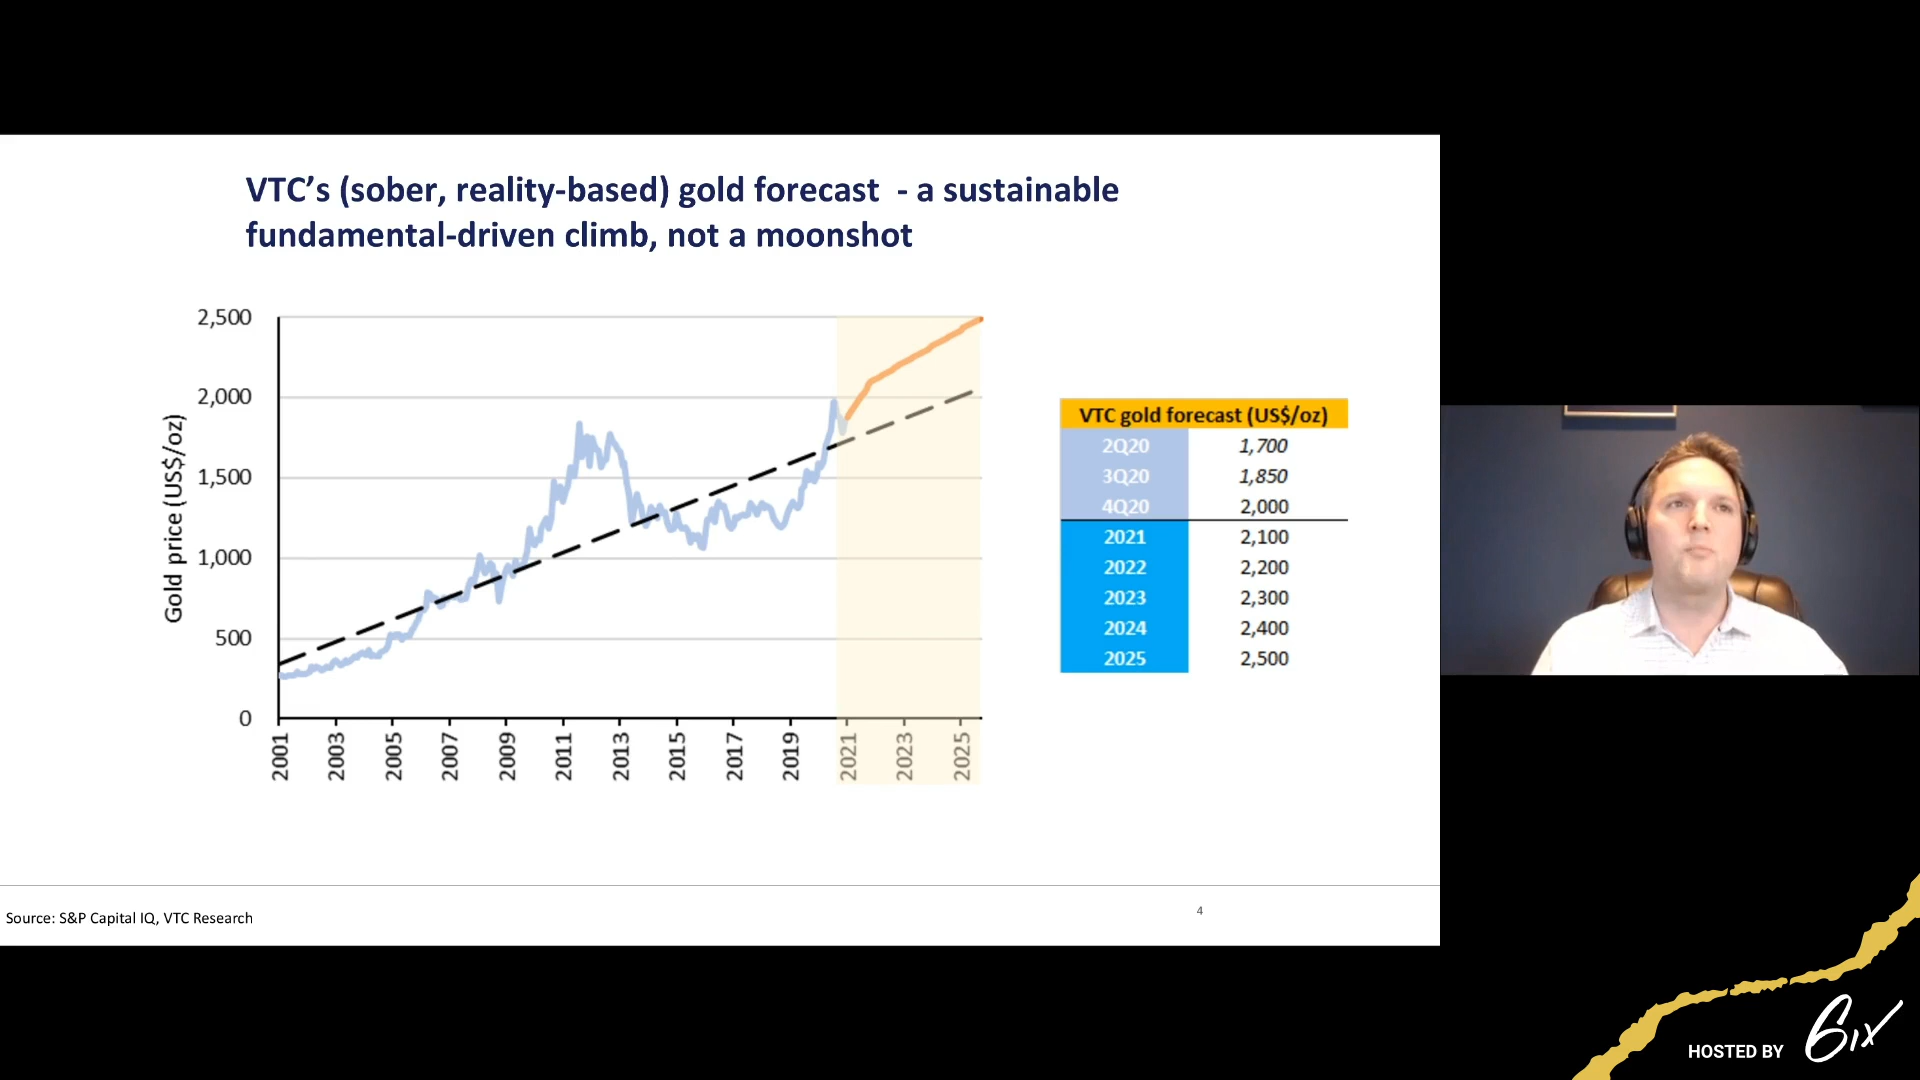 VTC's (sober, reality-based) gold forecast - a sustainable
fundamental-driven climb, not a moonshot
Gold price (US$/oz)
2,500
2,000
1,500
1,000
500
0
2001
2003
2005
2007
2009
2011
2013
2015
2017
2019
2021
2023
2025
VTC gold forecast (US$/oz)
2Q20 1,700
3Q20 1,850
4Q20 2,000
2021 2,100
2022 2,200
2023 2,300
2024 2,400
2025 2,500
Source: S&P Capital IQ, VTC Research
4
HOSTED BY 6ix